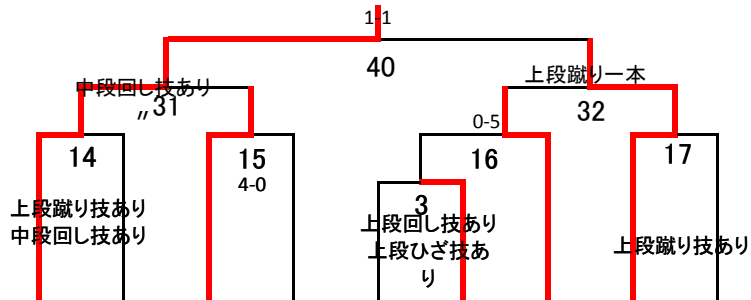 1-1
40
中段回し技あり
〃31
上段蹴り一本
32
0-5
14
15
4-0
16
17
3
上段蹴り技あり
中段回し技あり
上段回し技あり
上段ひざ技あ
り
上段蹴り技あり